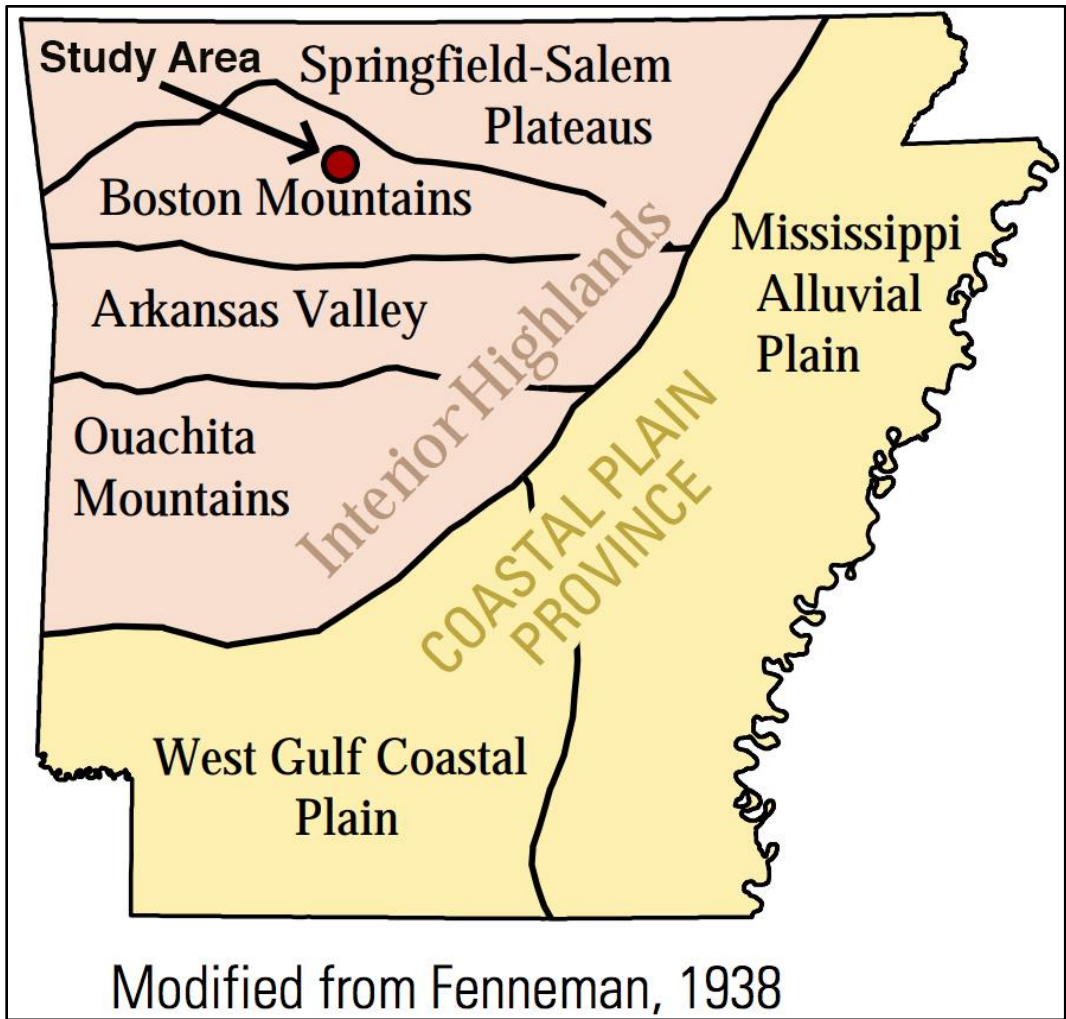 Study Area
Springfield-Salem
Plateaus
Boston Mountains
Arkansas Valley
Ouachita
Mountains
Interior Highlands
Mississippi
Alluvial
Plain
COASTAL PLAIN
PROVINCE
West Gulf Coastal
Plain
Modified from Fenneman, 1938